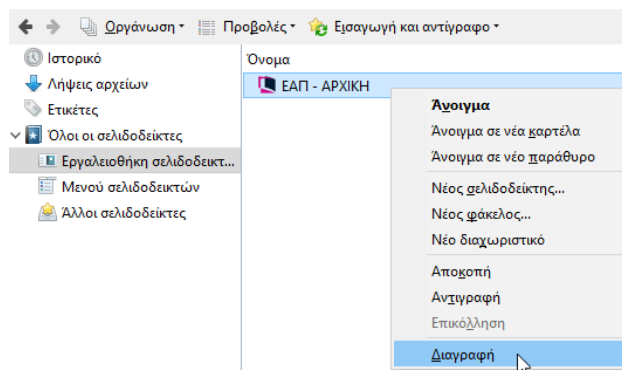 Οργάνωση Προβολές Εισαγωγή και αντίγραφο
Ιστορικό
Λήψεις αρχείων
Ετικέτες
Όλοι οι σελιδοδείκτες
Εργαλειοθήκη σελιδοδεικτ...
Μενού σελιδοδεικτών
Άλλοι σελιδοδείκτες
Όνομα
ΕΑΠ - ΑΡΧΙΚΗ
Άνοιγμα
Άνοιγμα σε νέα καρτέλα
Άνοιγμα σε νέο παράθυρο
Νέος σελιδοδείκτης...
Νέος φάκελος...
Νέο διαχωριστικό
Αποκοπή
Αντιγραφή
Επικόλληση
Διαγραφή